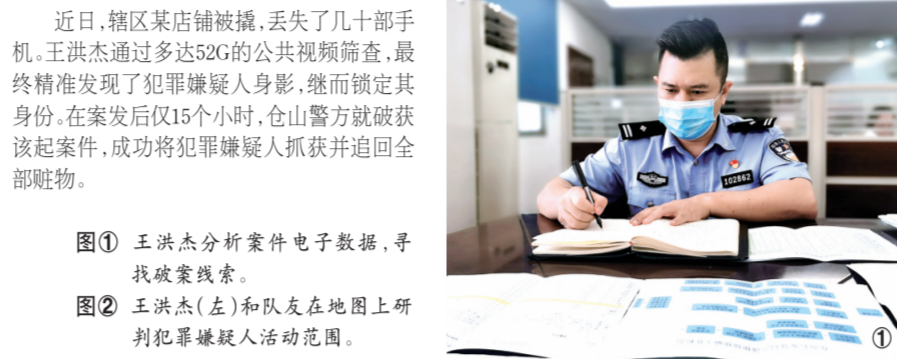 近日,辖区某店铺被撬,丢失了几十部手
机。王洪杰通过多达52G的公共视频筛查,最
终精准发现了犯罪嫌疑人身影,继而锁定其
身份。在案发后仅15个小时,仓山警方就破获
该起案件,成功将犯罪嫌疑人抓获并追回全
部赃物。
图① 王洪杰分析案件电子数据,寻
找破案线索。
图② 王洪杰(左)和队友在地图上研
判犯罪嫌疑人活动范围。
102862
①